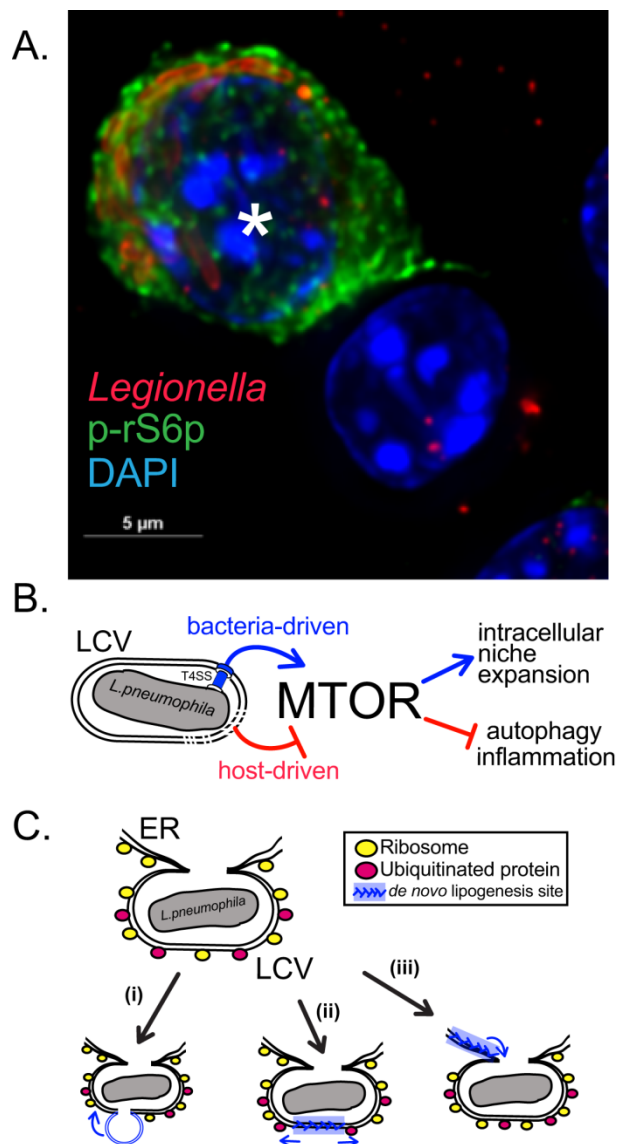 A.
*
Legionella
p-rS6p
DAPI
5 µm
B.
LCV
bacteria-driven
T4SS
L.pneumophila
MTOR
host-driven
intracellular
niche
expansion
autophagy
inflammation
C.
ER
Ribosome
Ubiquitinated protein
de novo lipogenesis site
L.pneumophila
LCV
(i)
(ii)
(iii)